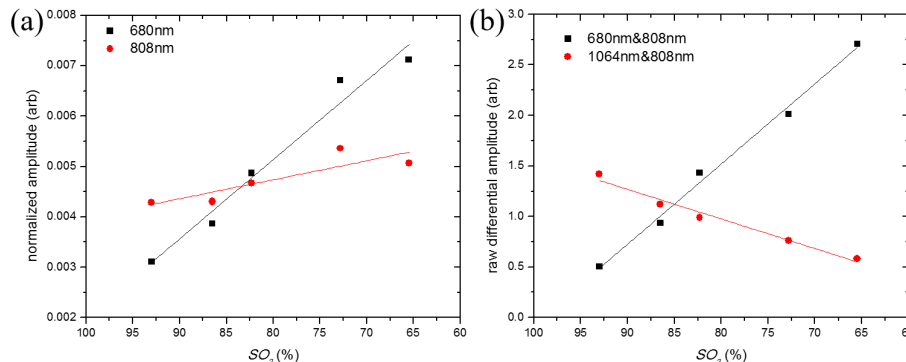 (a)
680nm
808nm
normalized amplitude (arb)
0.008
0.007
0.006
0.005
0.004
0.003
0.002
100 95 90 85 80 75 70 65 60
SO2 (%)
(b)
680nm&808nm
1064nm&808nm
raw differential amplitude (arb)
3.0
2.5
2.0
1.5
1.0
0.5
0.0
100 95 90 85 80 75 70 65 60
SO2 (%)